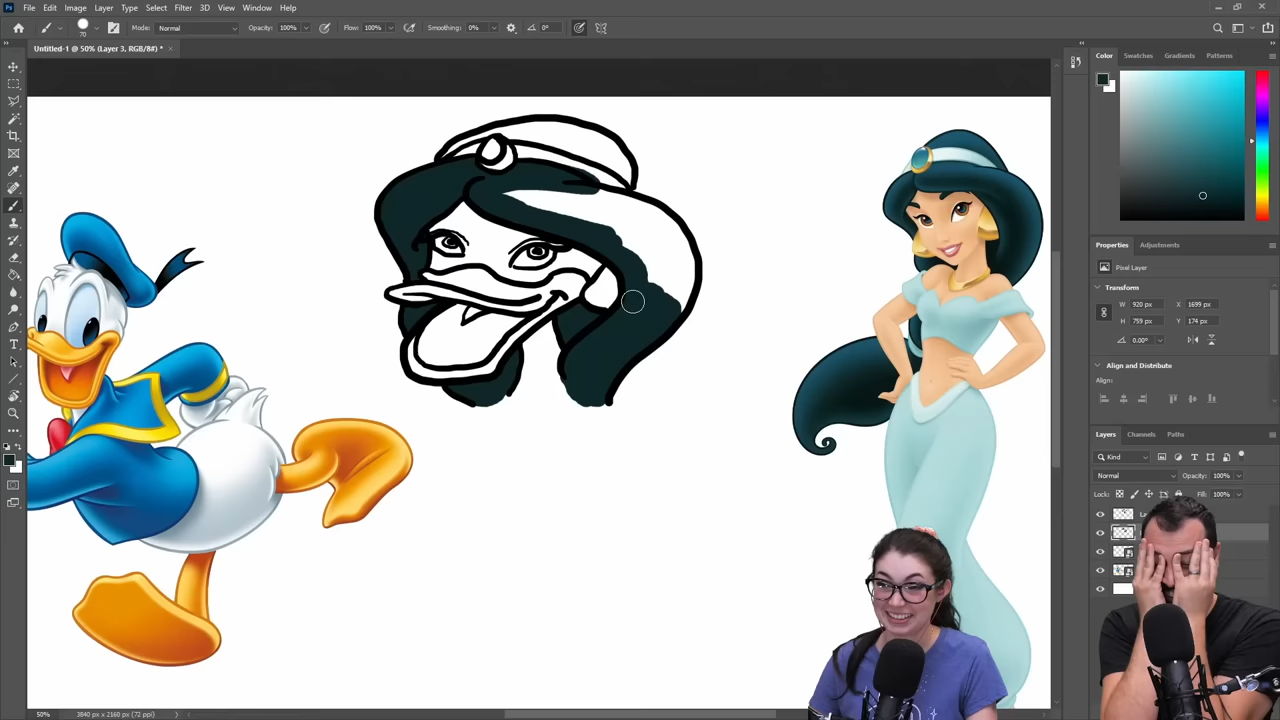 File Edit Image Layer Type Select Filter 3D View Window Help
70 Mode: Normal Opacity: 100% Flow: 100% Smoothing: 0% 0°
Untitled-1 @ 50% (Layer 3, RGB/8#) *
Color Swatches Gradients Patterns
Properties Adjustments
Pixel Layer
Transform
W 920 px X 1699 px
H 759 px Y 174 px
0.00°
Align and Distribute
Align:
Layers Channels Paths
Kind
Normal Opacity: 100%
Lock: Fill: 100%
50% 3840 px x 2160 px (72 ppi)